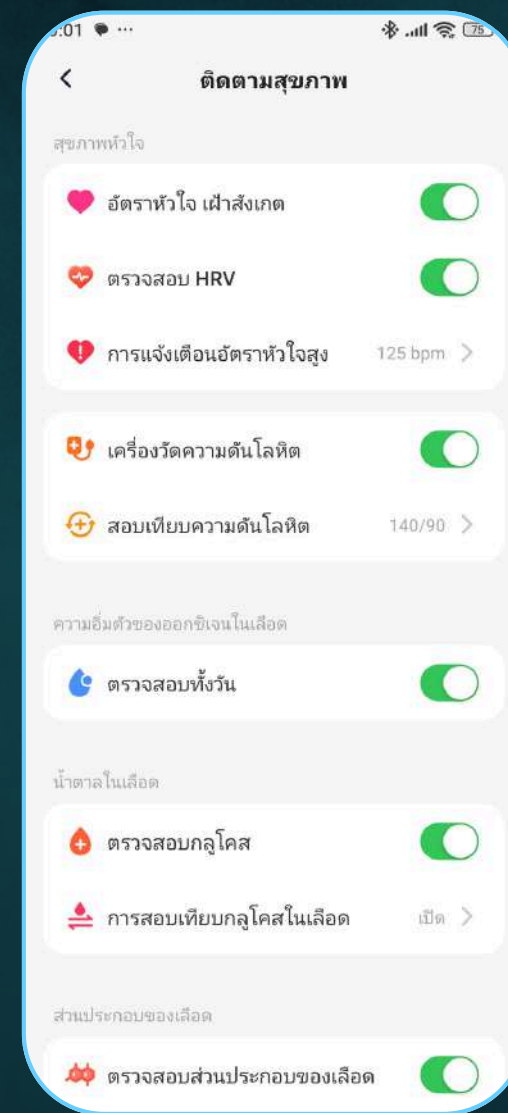 :01 ...
75
ติดตามสุขภาพ
สุขภาพหัวใจ
อัตราหัวใจ เฝ้าสังเกต
ตรวจสอบ HRV
การแจ้งเตือนอัตราหัวใจสูง 125 bpm
เครื่องวัดความดันโลหิต
สอบเทียบความดันโลหิต 140/90
ความอิ่มตัวของออกซิเจนในเลือด
ตรวจสอบทั้งวัน
น้ำตาลในเลือด
ตรวจสอบกลูโคส
การสอบเทียบกลูโคสในเลือด เปิด
ส่วนประกอบของเลือด
ตรวจสอบส่วนประกอบของเลือด